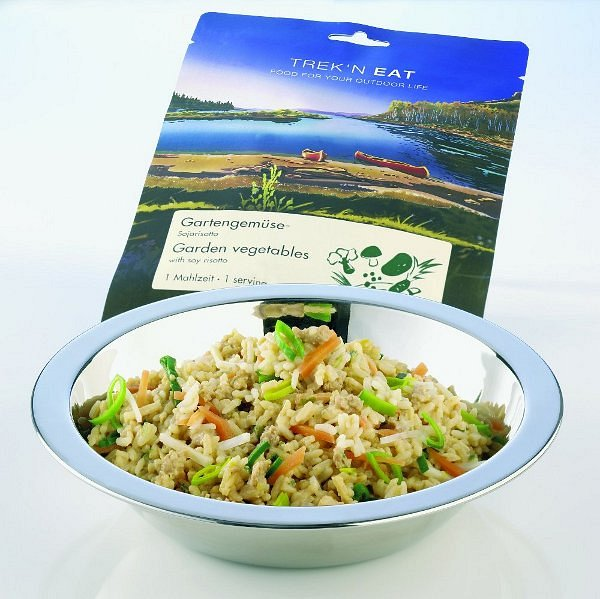 TREK'N EAT
FOOD FOR YOUR OUTDOOR LIFE
Gartengemüse-
Sojarisotto
Garden vegetables
with soy risotto
1 Mahlzeit · 1 serving